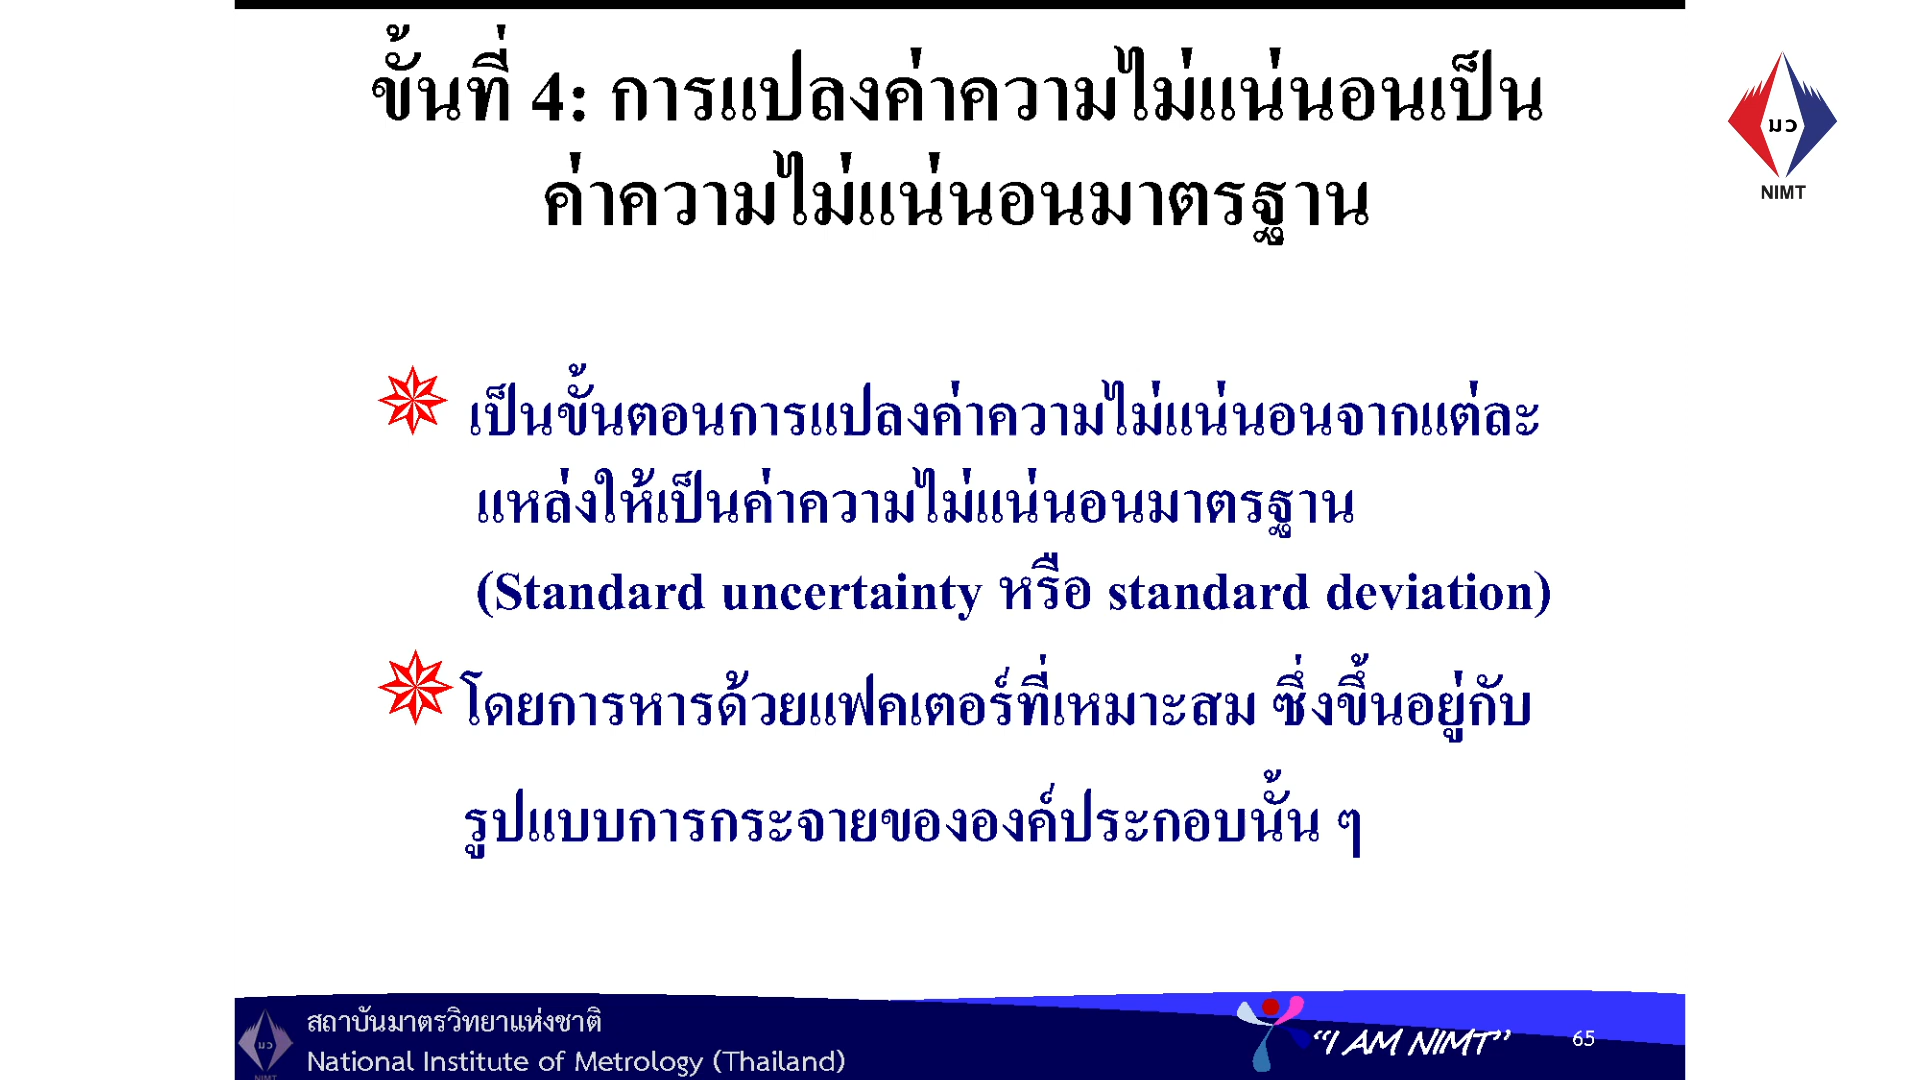 ขั้นที่ 4: การแปลงค่าความไม่แน่นอนเป็น
ค่าความไม่แน่นอนมาตรฐาน
มว
NIMT
เป็นขั้นตอนการแปลงค่าความไม่แน่นอนจากแต่ละ
แหล่งให้เป็นค่าความไม่แน่นอนมาตรฐาน
(Standard uncertainty หรือ standard deviation)
โดยการหารด้วยแฟคเตอร์ที่เหมาะสม ซึ่งขึ้นอยู่กับ
รูปแบบการกระจายขององค์ประกอบนั้น ๆ
มว
NIMT
สถาบันมาตรวิทยาแห่งชาติ
National Institute of Metrology (Thailand)
“I AM NIMT”
65